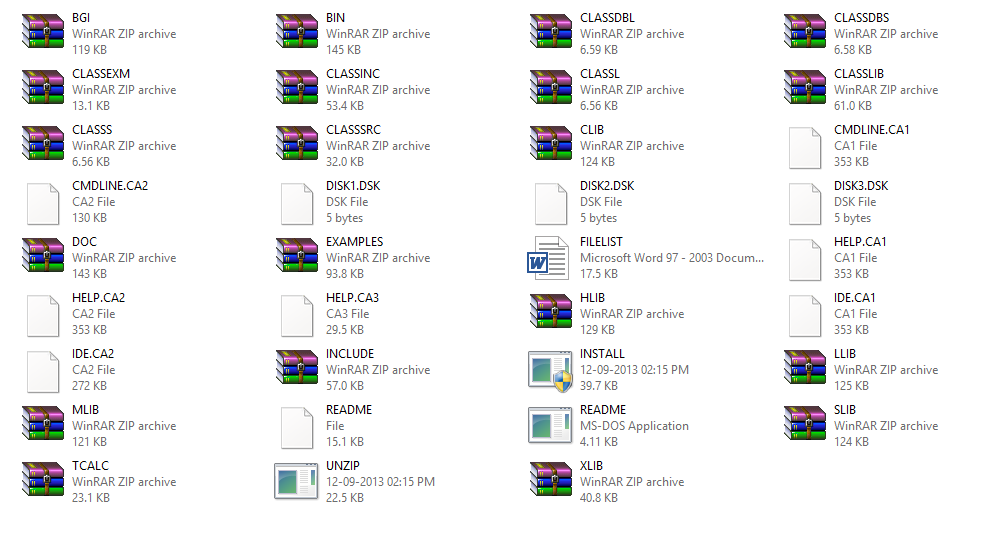 BGI
WinRAR ZIP archive
119 KB
BIN
WinRAR ZIP archive
145 KB
CLASSDBL
WinRAR ZIP archive
6.59 KB
CLASSDBS
WinRAR ZIP archive
6.58 KB
CLASSEXM
WinRAR ZIP archive
13.1 KB
CLASSINC
WinRAR ZIP archive
53.4 KB
CLASSL
WinRAR ZIP archive
6.56 KB
CLASSLIB
WinRAR ZIP archive
61.0 KB
CLASSS
WinRAR ZIP archive
6.56 KB
CLASSSRC
WinRAR ZIP archive
32.0 KB
CLIB
WinRAR ZIP archive
124 KB
CMDLINE.CA1
CA1 File
353 KB
CMDLINE.CA2
CA2 File
130 KB
DISK1.DSK
DSK File
5 bytes
DISK2.DSK
DSK File
5 bytes
DISK3.DSK
DSK File
5 bytes
DOC
WinRAR ZIP archive
143 KB
EXAMPLES
WinRAR ZIP archive
93.8 KB
FILELIST
Microsoft Word 97 - 2003 Docum...
17.5 KB
HELP.CA1
CA1 File
353 KB
HELP.CA2
CA2 File
353 KB
HELP.CA3
CA3 File
29.5 KB
HLIB
WinRAR ZIP archive
129 KB
IDE.CA1
CA1 File
353 KB
IDE.CA2
CA2 File
272 KB
INCLUDE
WinRAR ZIP archive
57.0 KB
INSTALL
12-09-2013 02:15 PM
39.7 KB
LLIB
WinRAR ZIP archive
125 KB
MLIB
WinRAR ZIP archive
121 KB
README
File
15.1 KB
README
MS-DOS Application
4.11 KB
SLIB
WinRAR ZIP archive
124 KB
TCALC
WinRAR ZIP archive
23.1 KB
UNZIP
12-09-2013 02:15 PM
22.5 KB
XLIB
WinRAR ZIP archive
40.8 KB